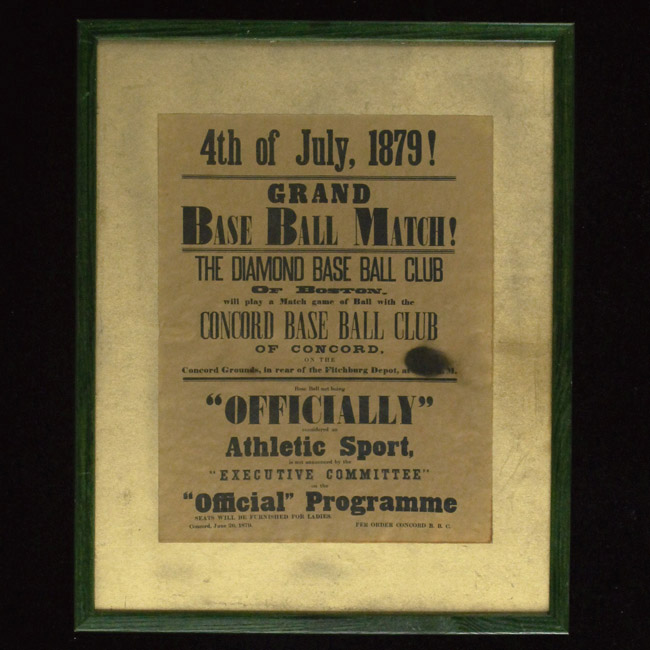 4th of July, 1879!
GRAND
BASE BALL MATCH!
THE DIAMOND BASE BALL CLUB
OF BOSTON,
will play a Match game of Ball with the
CONCORD BASE BALL CLUB
OF CONCORD,
ON THE
Concord Grounds, in rear of the Fitchburg Depot, at M.
Base Ball not being
"OFFICIALLY"
considered an
Athletic Sport,
is not announced by the
"EXECUTIVE COMMITTEE"
on the
"Official" Programme
SEATS WILL BE FURNISHED FOR LADIES.
Concord, June 30, 1879. PER ORDER CONCORD B. B. C.